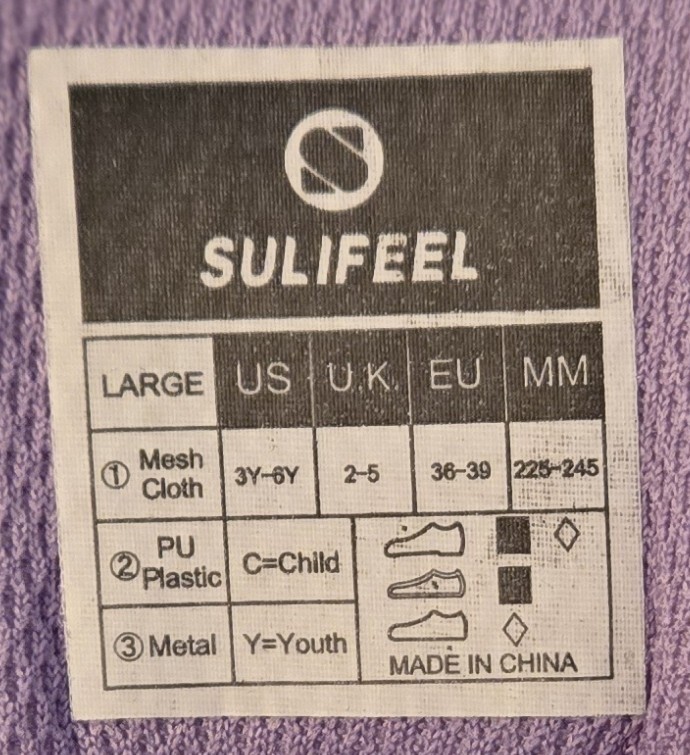 SULIFEEL
LARGE US U.K. EU MM
① Mesh Cloth 3Y-6Y 2-5 36-39 225-245
② PU Plastic C=Child
③ Metal Y=Youth
MADE IN CHINA